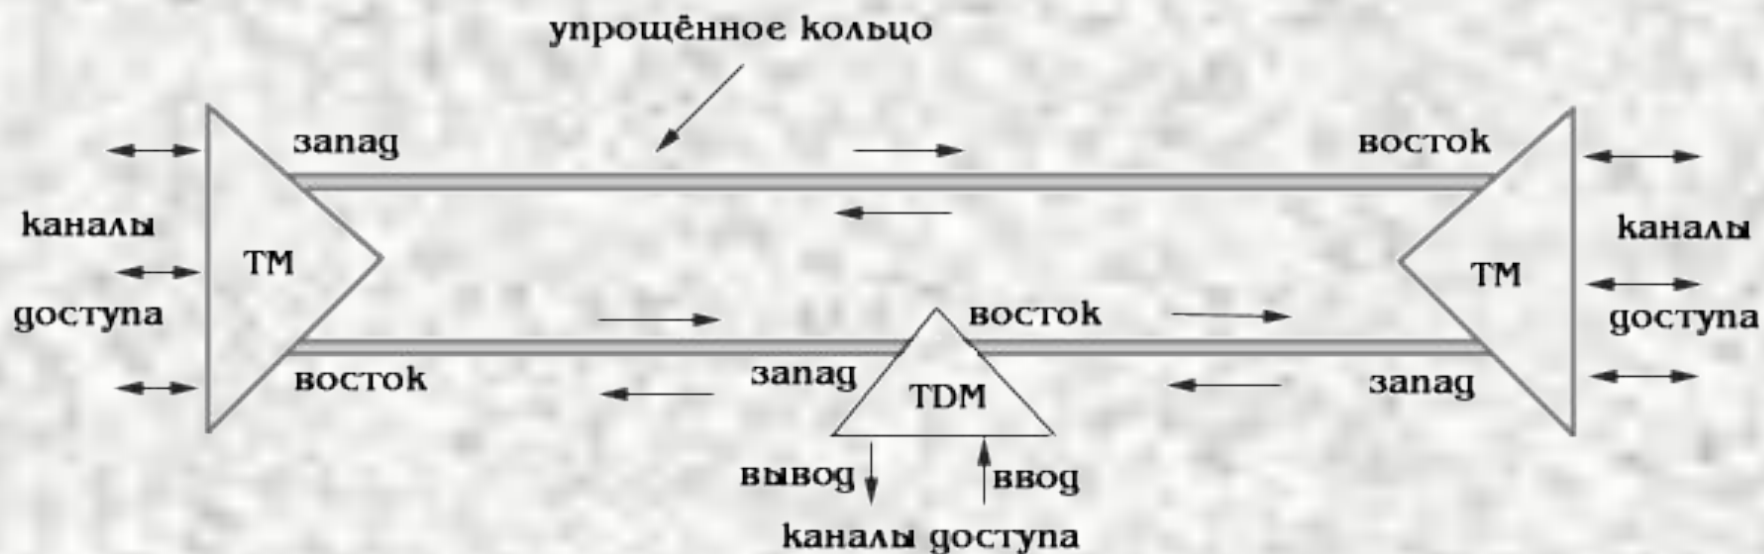 упрощённое кольцо
запад
восток
каналы
каналы
ТМ
ТМ
доступа
восток
доступа
восток
запад
TDM
запад
вывод
ввод
каналы доступа